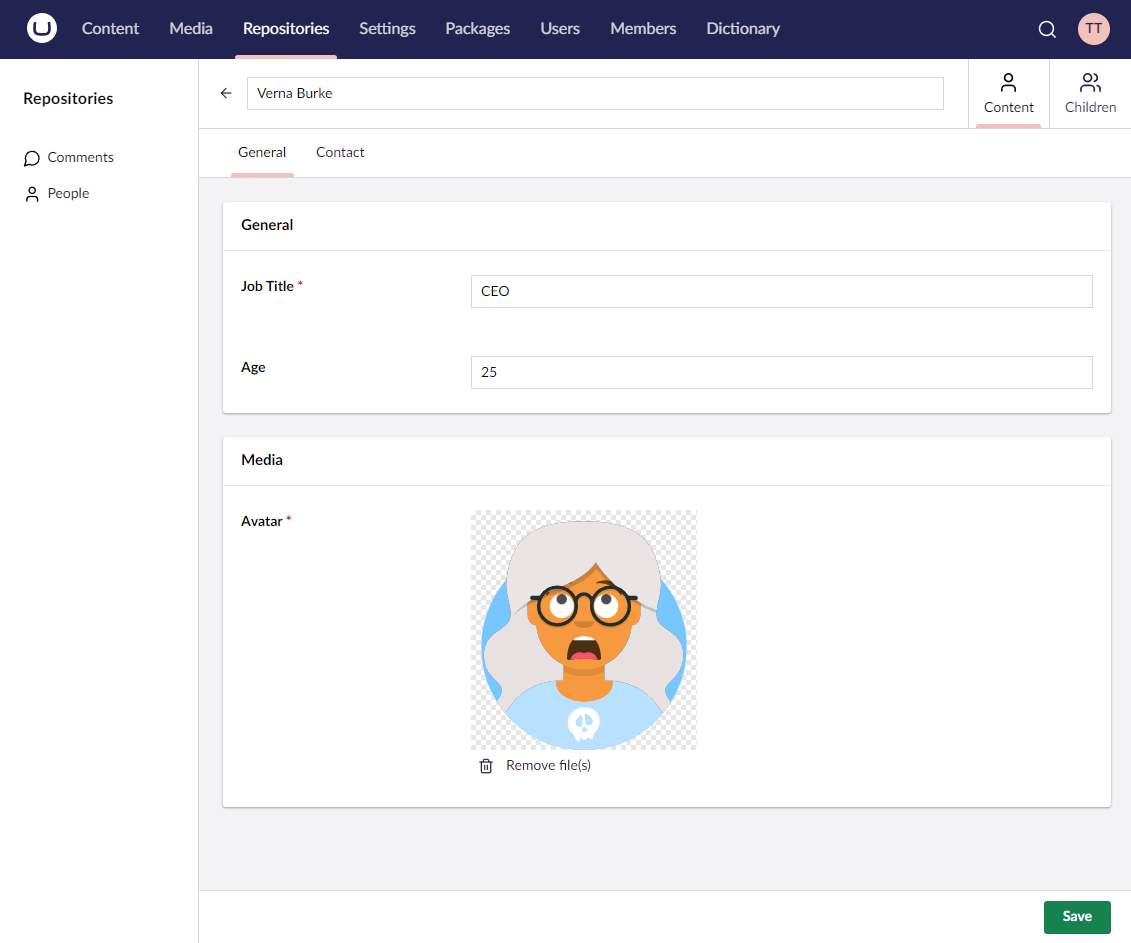 Content Media Repositories Settings Packages Users Members Dictionary TT
Repositories
Comments
People
Verna Burke
Content
Children
General Contact
General
Job Title *
CEO
Age
25
Media
Avatar *
Remove file(s)
Save